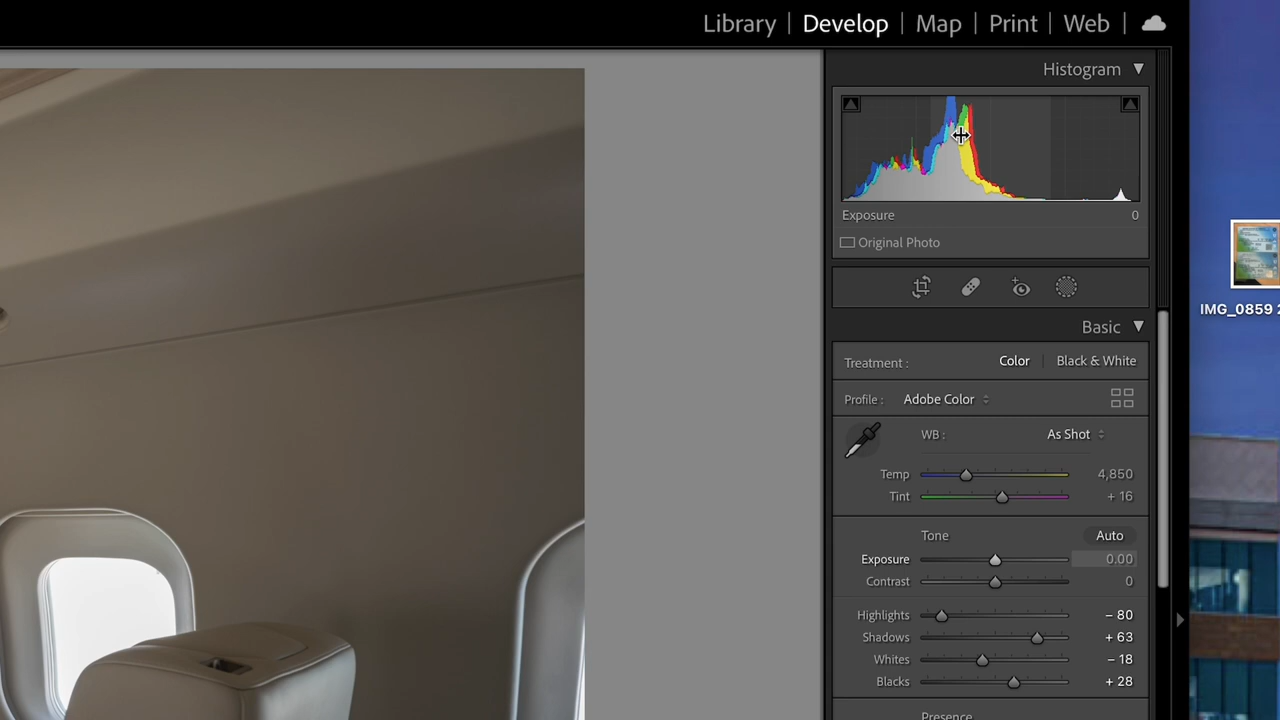 Library | Develop | Map | Print | Web |
Histogram
Exposure 0
Original Photo
Basic
Treatment : Color Black & White
Profile : Adobe Color
WB : As Shot
Temp 4,850
Tint + 16
Tone Auto
Exposure 0.00
Contrast 0
Highlights – 80
Shadows + 63
Whites – 18
Blacks + 28
Presence
IMG_0859 2